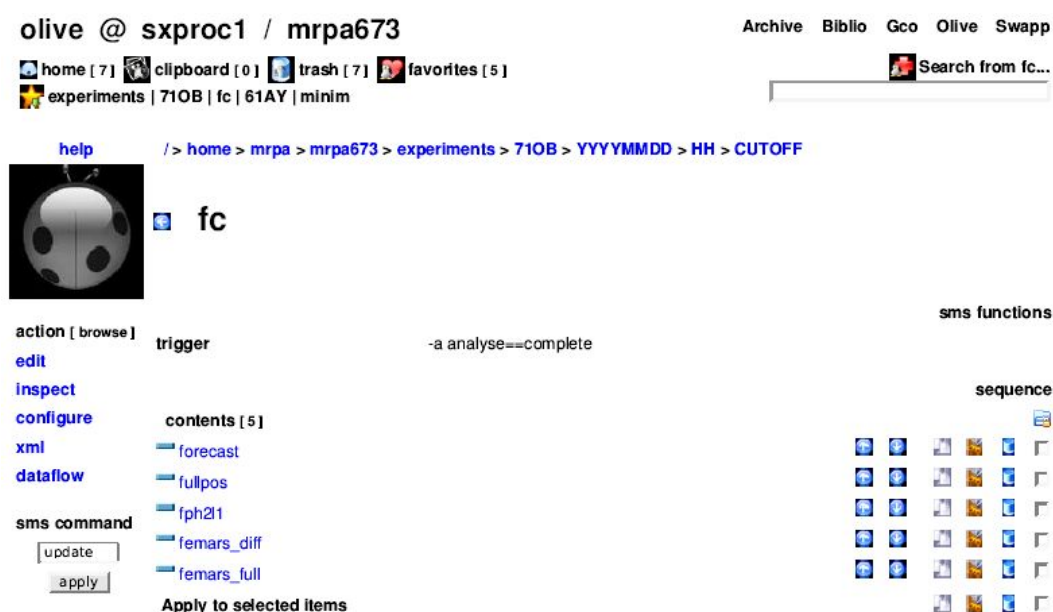 olive @ sxproc1 / mrpa673
Archive Biblio Gco Olive Swapp
home [ 7 ] clipboard [ 0 ] trash [ 7 ] favorites [ 5 ]
Search from fc...
experiments | 71OB | fc | 61AY | minim
help
/ > home > mrpa > mrpa673 > experiments > 71OB > YYYYMMDD > HH > CUTOFF
fc
sms functions
action [ browse ]
trigger -a analyse==complete
edit
inspect
sequence
configure
contents [ 5 ]
xml
forecast
dataflow
fullpos
fph2l1
sms command
femars_diff
update
femars_full
apply
Apply to selected items